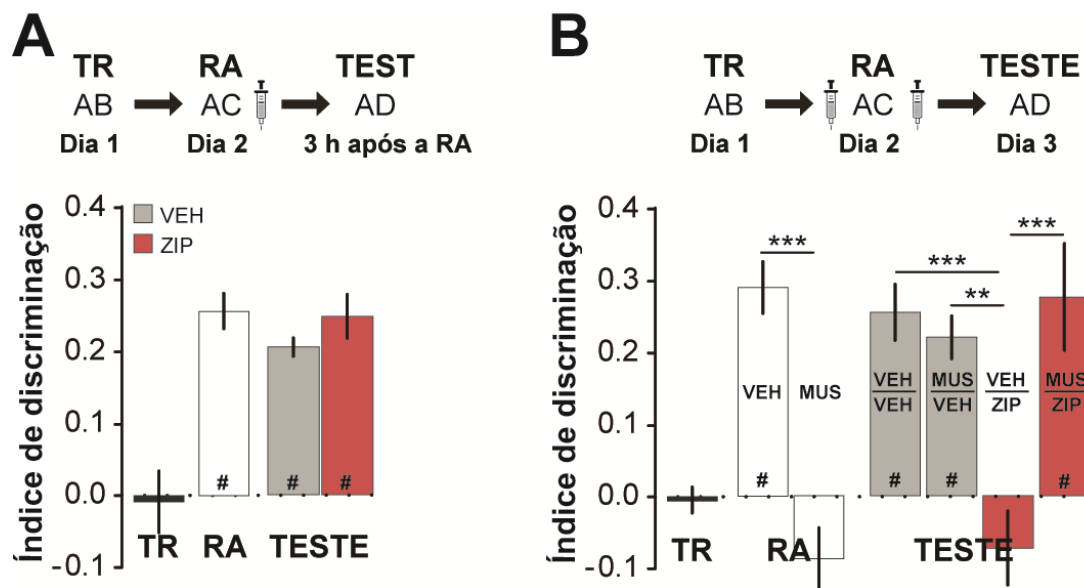 A
TR RA TEST
AB AC AD
Dia 1 Dia 2 3 h após a RA
Índice de discriminação
0.4
0.3
0.2
0.1
0.0
-0.1
VEH
ZIP
# # #
TR RA TESTE
B
TR RA TESTE
AB AC AD
Dia 1 Dia 2 Dia 3
Índice de discriminação
0.4
0.3
0.2
0.1
0.0
-0.1
*** *** ***
**
VEH MUS VEH MUS VEH MUS
VEH VEH ZIP ZIP
# # # #
TR RA TESTE